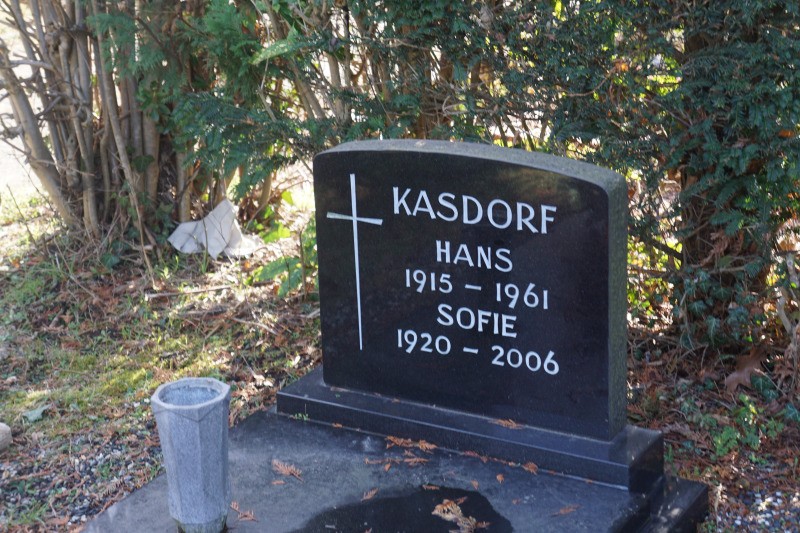 KASDORF
HANS
1915 – 1961
SOFIE
1920 – 2006